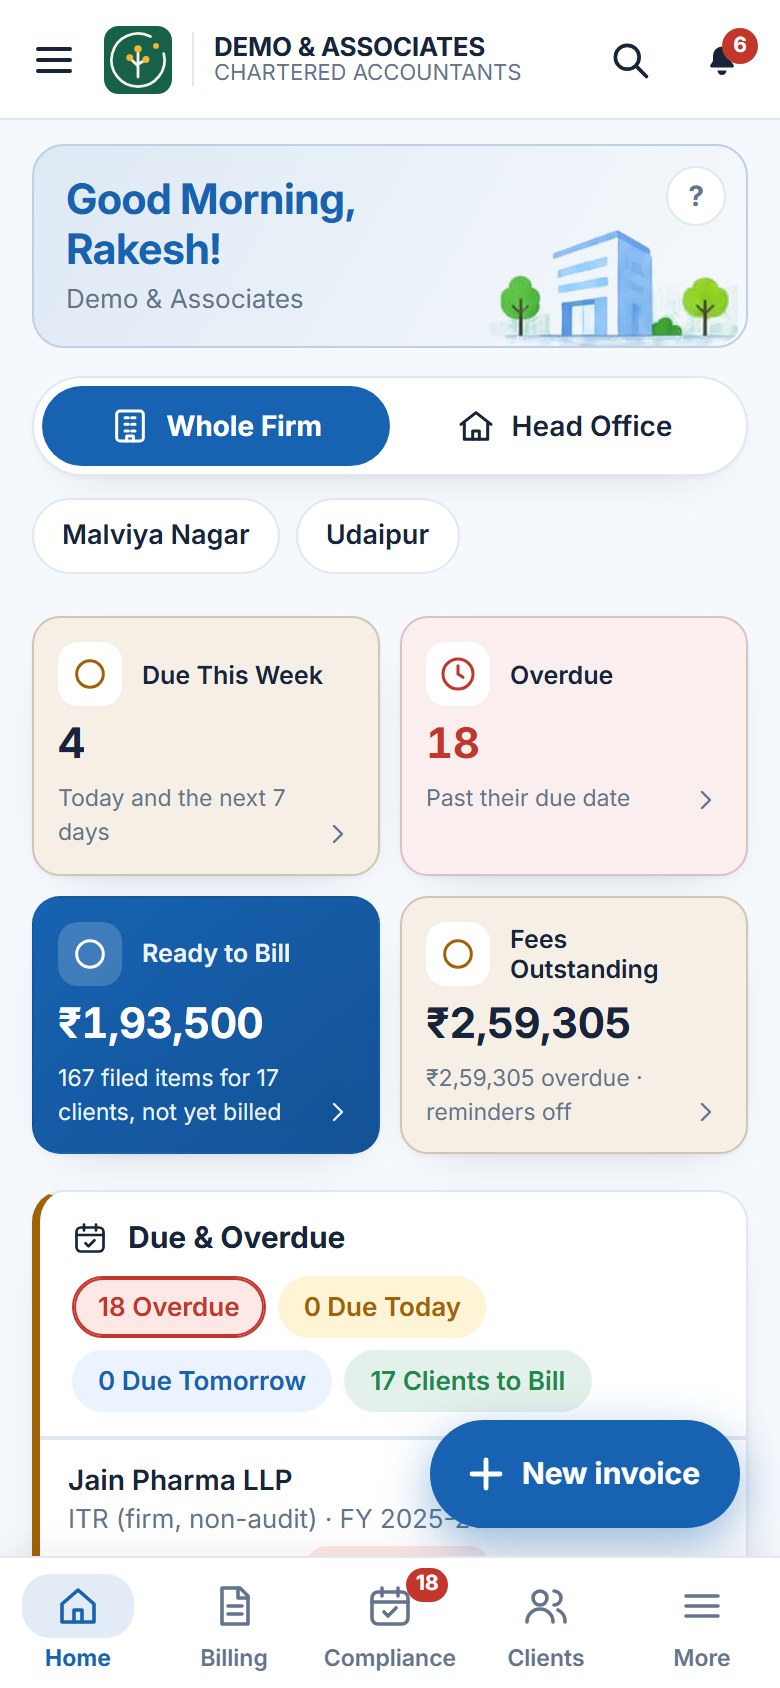 DEMO & ASSOCIATES
CHARTERED ACCOUNTANTS
6
Good Morning,
Rakesh!
?
Demo & Associates
Whole Firm
Head Office
Malviya Nagar
Udaipur
Due This Week
4
Today and the next 7
days
Overdue
18
Past their due date
Ready to Bill
₹1,93,500
167 filed items for 17
clients, not yet billed
Fees
Outstanding
₹2,59,305
₹2,59,305 overdue ·
reminders off
Due & Overdue
18 Overdue
0 Due Today
0 Due Tomorrow
17 Clients to Bill
Jain Pharma LLP
ITR (firm, non-audit) · FY 2025-
New invoice
Home
Billing
18
Compliance
Clients
More